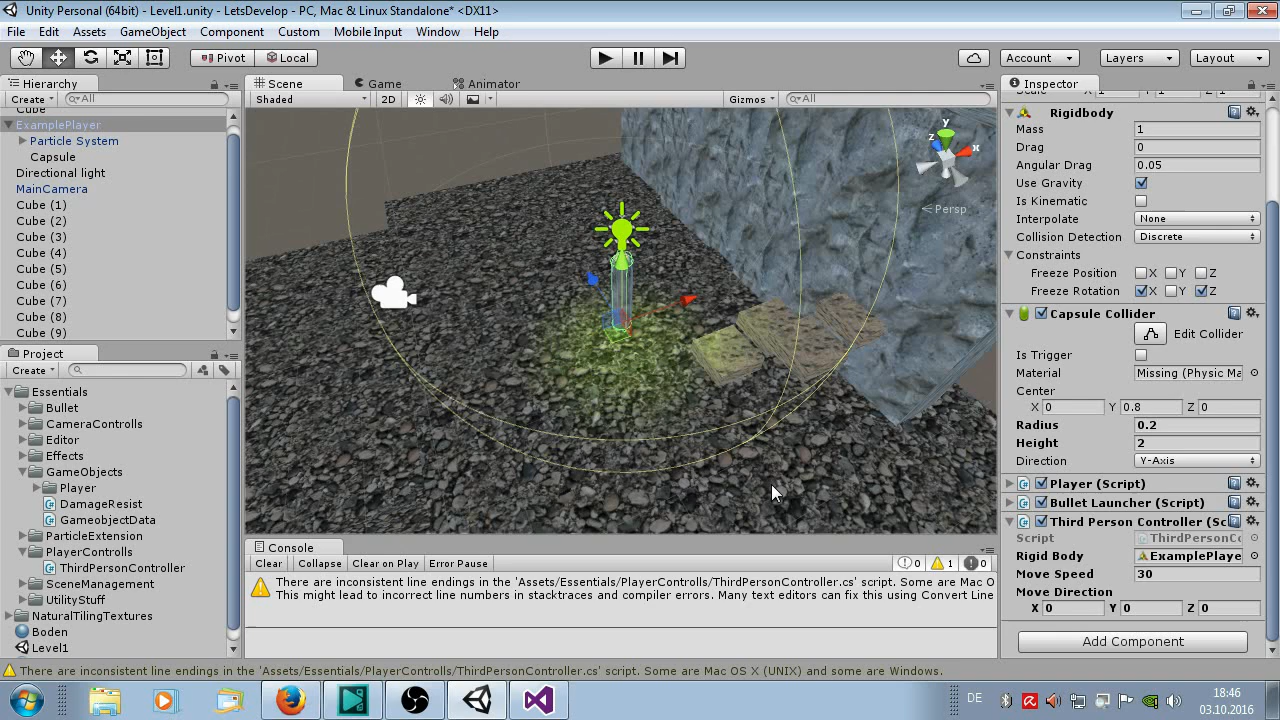 Unity Personal (64bit) - Level1.unity - LetsDevelop - PC, Mac & Linux Standalone* <DX11>
File Edit Assets GameObject Component Custom Mobile Input Window Help
Pivot Local Account Layers Layout
Hierarchy
Create All
Cube
ExamplePlayer
Particle System
Capsule
Directional light
MainCamera
Cube (1)
Cube (2)
Cube (3)
Cube (4)
Cube (5)
Cube (6)
Cube (7)
Cube (8)
Cube (9)
Project
Create
Essentials
Bullet
CameraControlls
Editor
Effects
GameObjects
Player
DamageResist
GameobjectData
ParticleExtension
PlayerControlls
ThirdPersonController
SceneManagement
UtilityStuff
NaturalTilingTextures
Boden
Level1
Scene Game Animator
Shaded 2D Gizmos All
y
z
x
Persp
Console
Clear Collapse Clear on Play Error Pause 0 1 0
There are inconsistent line endings in the 'Assets/Essentials/PlayerControlls/ThirdPersonController.cs' script. Some are Mac O
This might lead to incorrect line numbers in stacktraces and compiler errors. Many text editors can fix this using Convert Line
Inspector
Scale X 1 Y 1 Z 1
Rigidbody
Mass 1
Drag 0
Angular Drag 0.05
Use Gravity
Is Kinematic
Interpolate None
Collision Detection Discrete
Constraints
Freeze Position X Y Z
Freeze Rotation X Y Z
Capsule Collider
Edit Collider
Is Trigger
Material Missing (Physic Ma
Center
X 0 Y 0.8 Z 0
Radius 0.2
Height 2
Direction Y-Axis
Player (Script)
Bullet Launcher (Script)
Third Person Controller (Sc
Script ThirdPersonCo
Rigid Body ExamplePlaye
Move Speed 30
Move Direction
X 0 Y 0 Z 0
Add Component
There are inconsistent line endings in the 'Assets/Essentials/PlayerControlls/ThirdPersonController.cs' script. Some are Mac OS X (UNIX) and some are Windows.
DE
18:46
03.10.2016